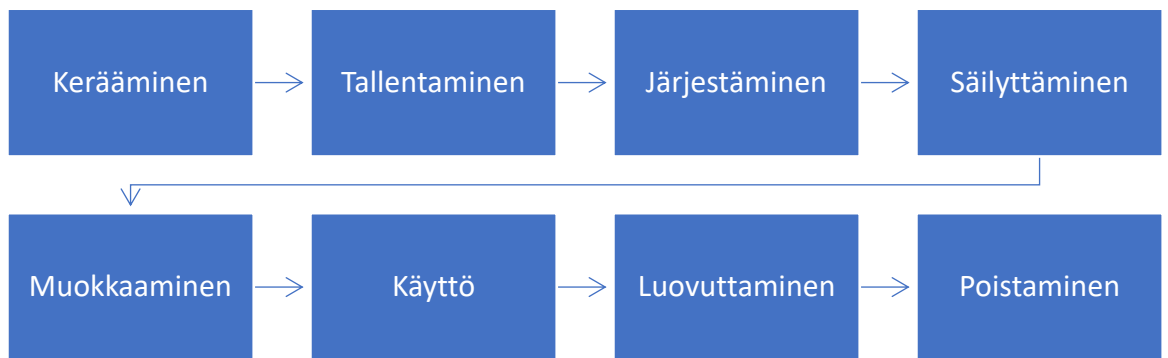 Kerääminen
Tallentaminen
Järjestäminen
Säilyttäminen
Muokkaaminen
Käyttö
Luovuttaminen
Poistaminen